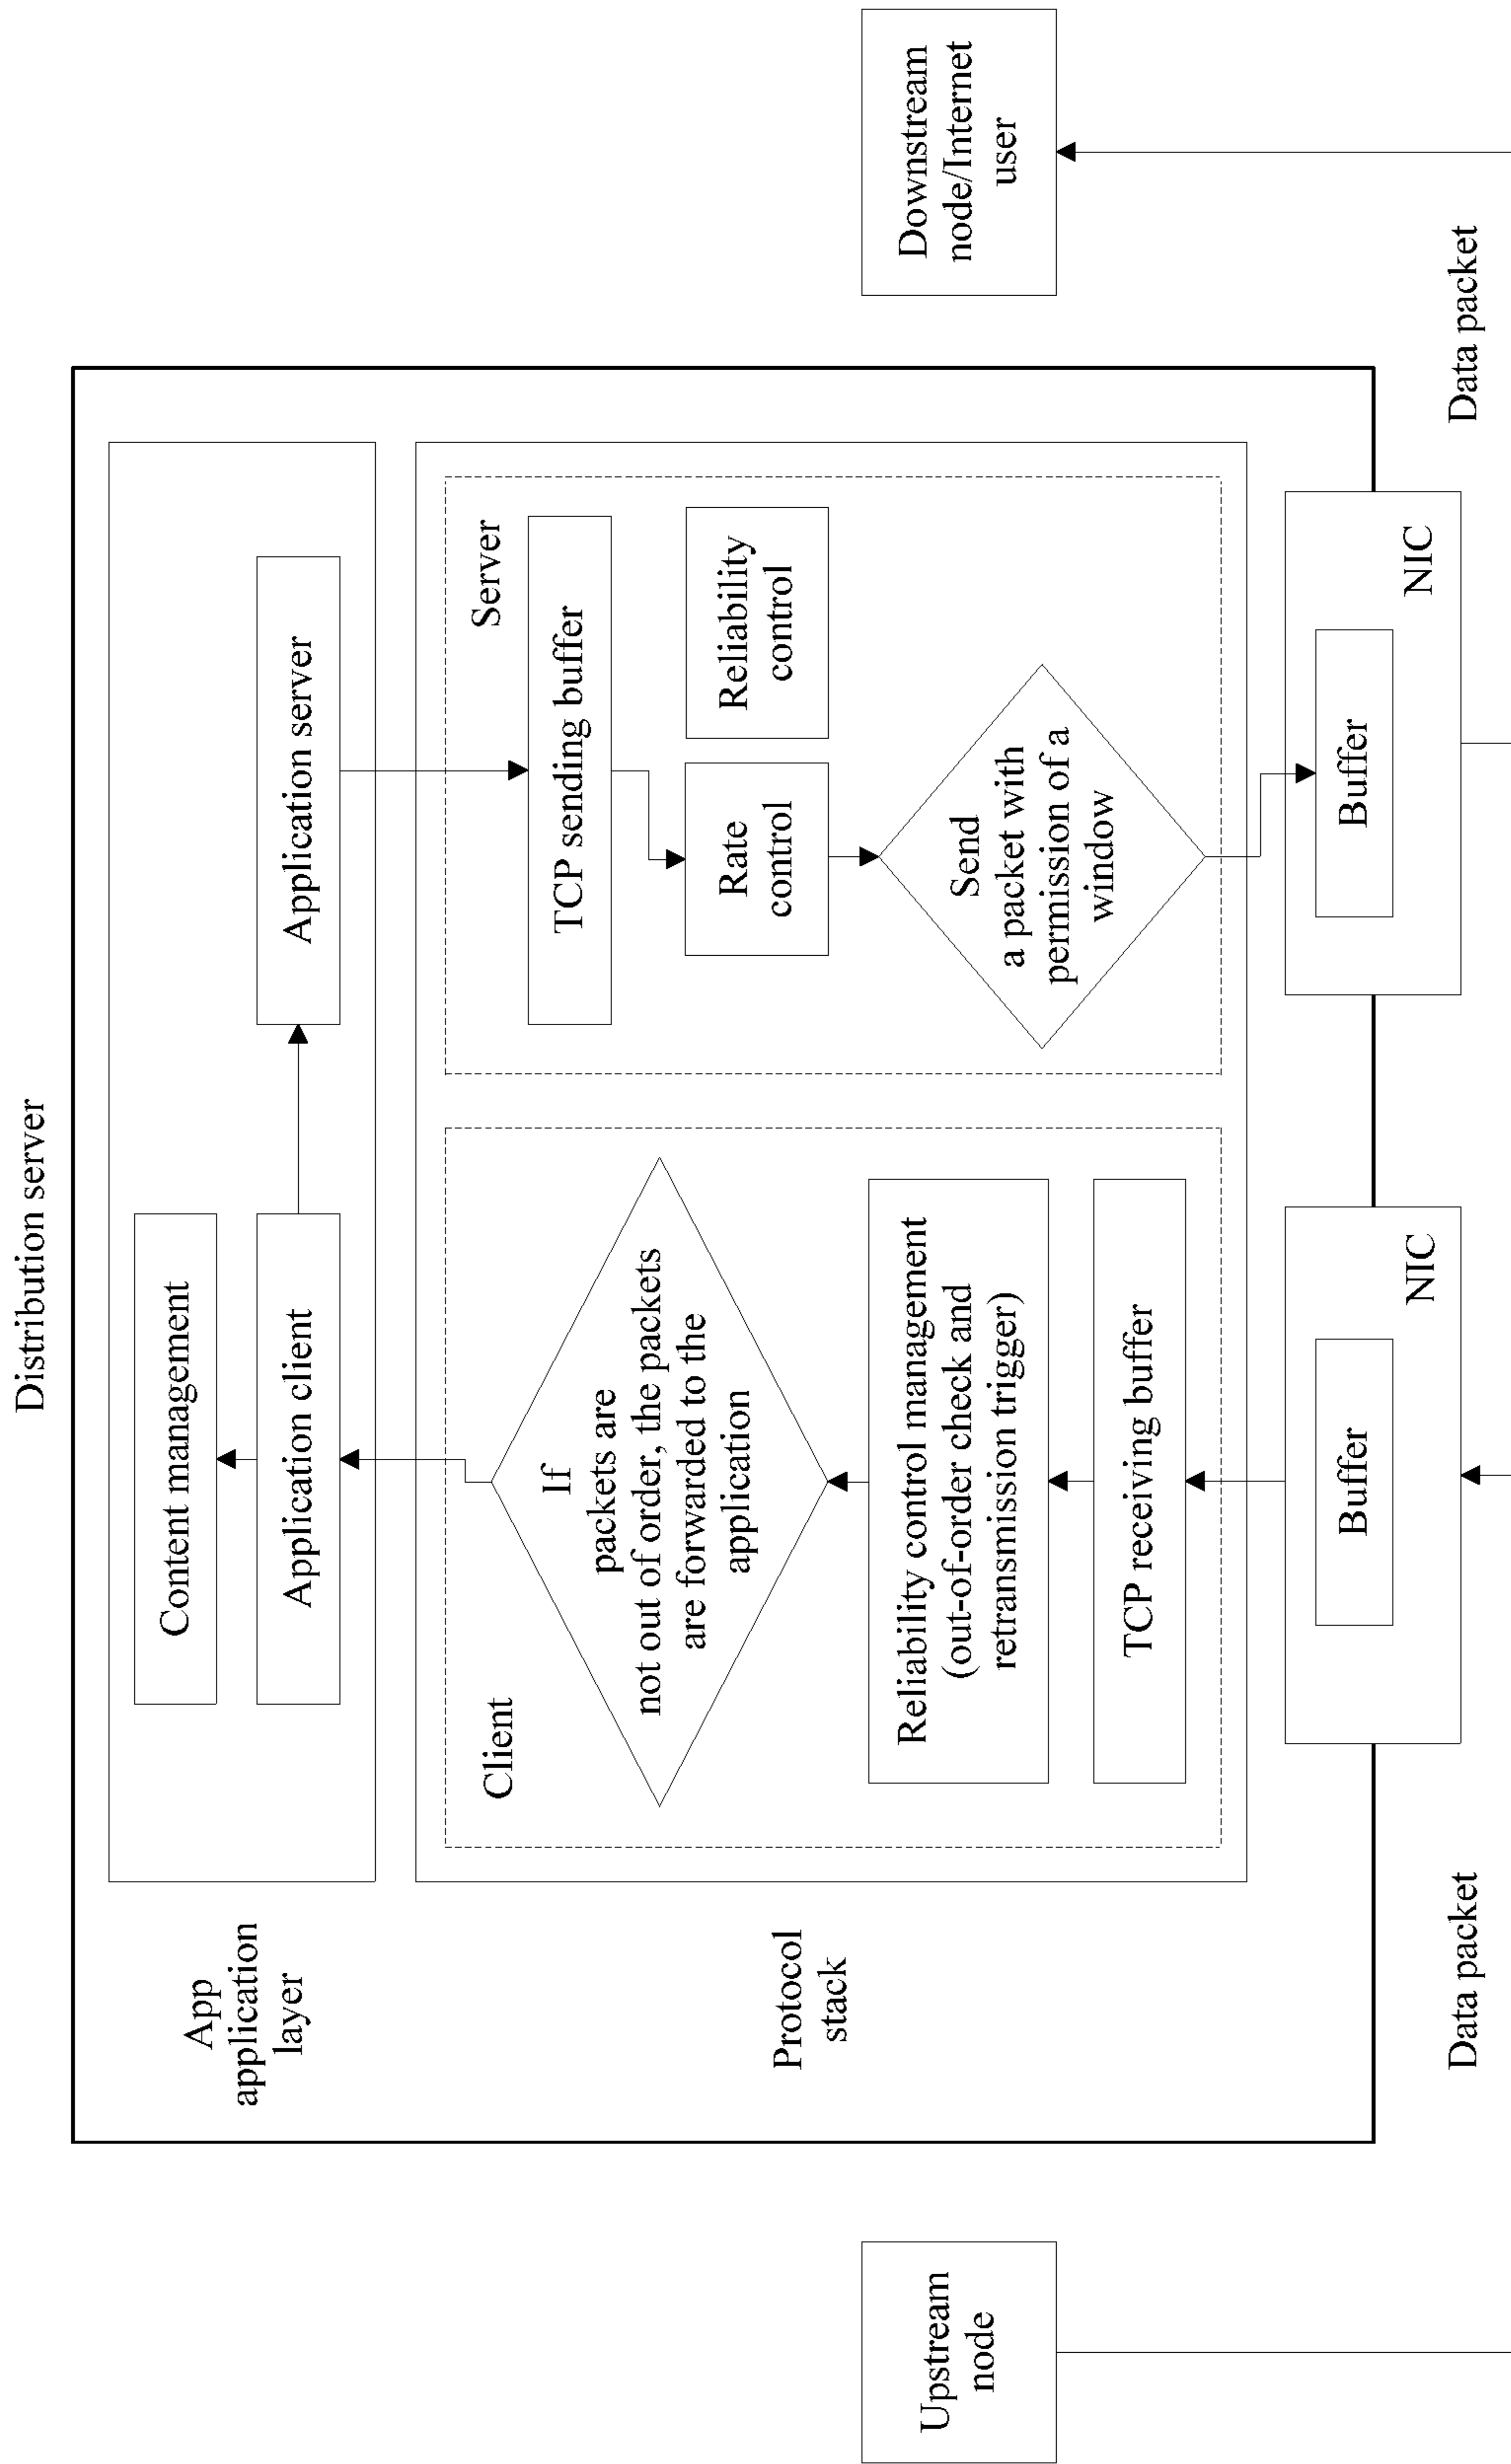 Distribution server
App
application
layer
Content management
Application client
Application server
Protocol
stack
Client
If
packets are
not out of order, the packets
are forwarded to the
application
Reliability control management
(out-of-order check and
retransmission trigger)
TCP receiving buffer
Server
TCP sending buffer
Rate
control
Reliability
control
Send
a packet with
permission of a
window
Upstream
node
Downstream
node/Internet
user
Buffer
NIC
Buffer
NIC
Data packet
Data packet